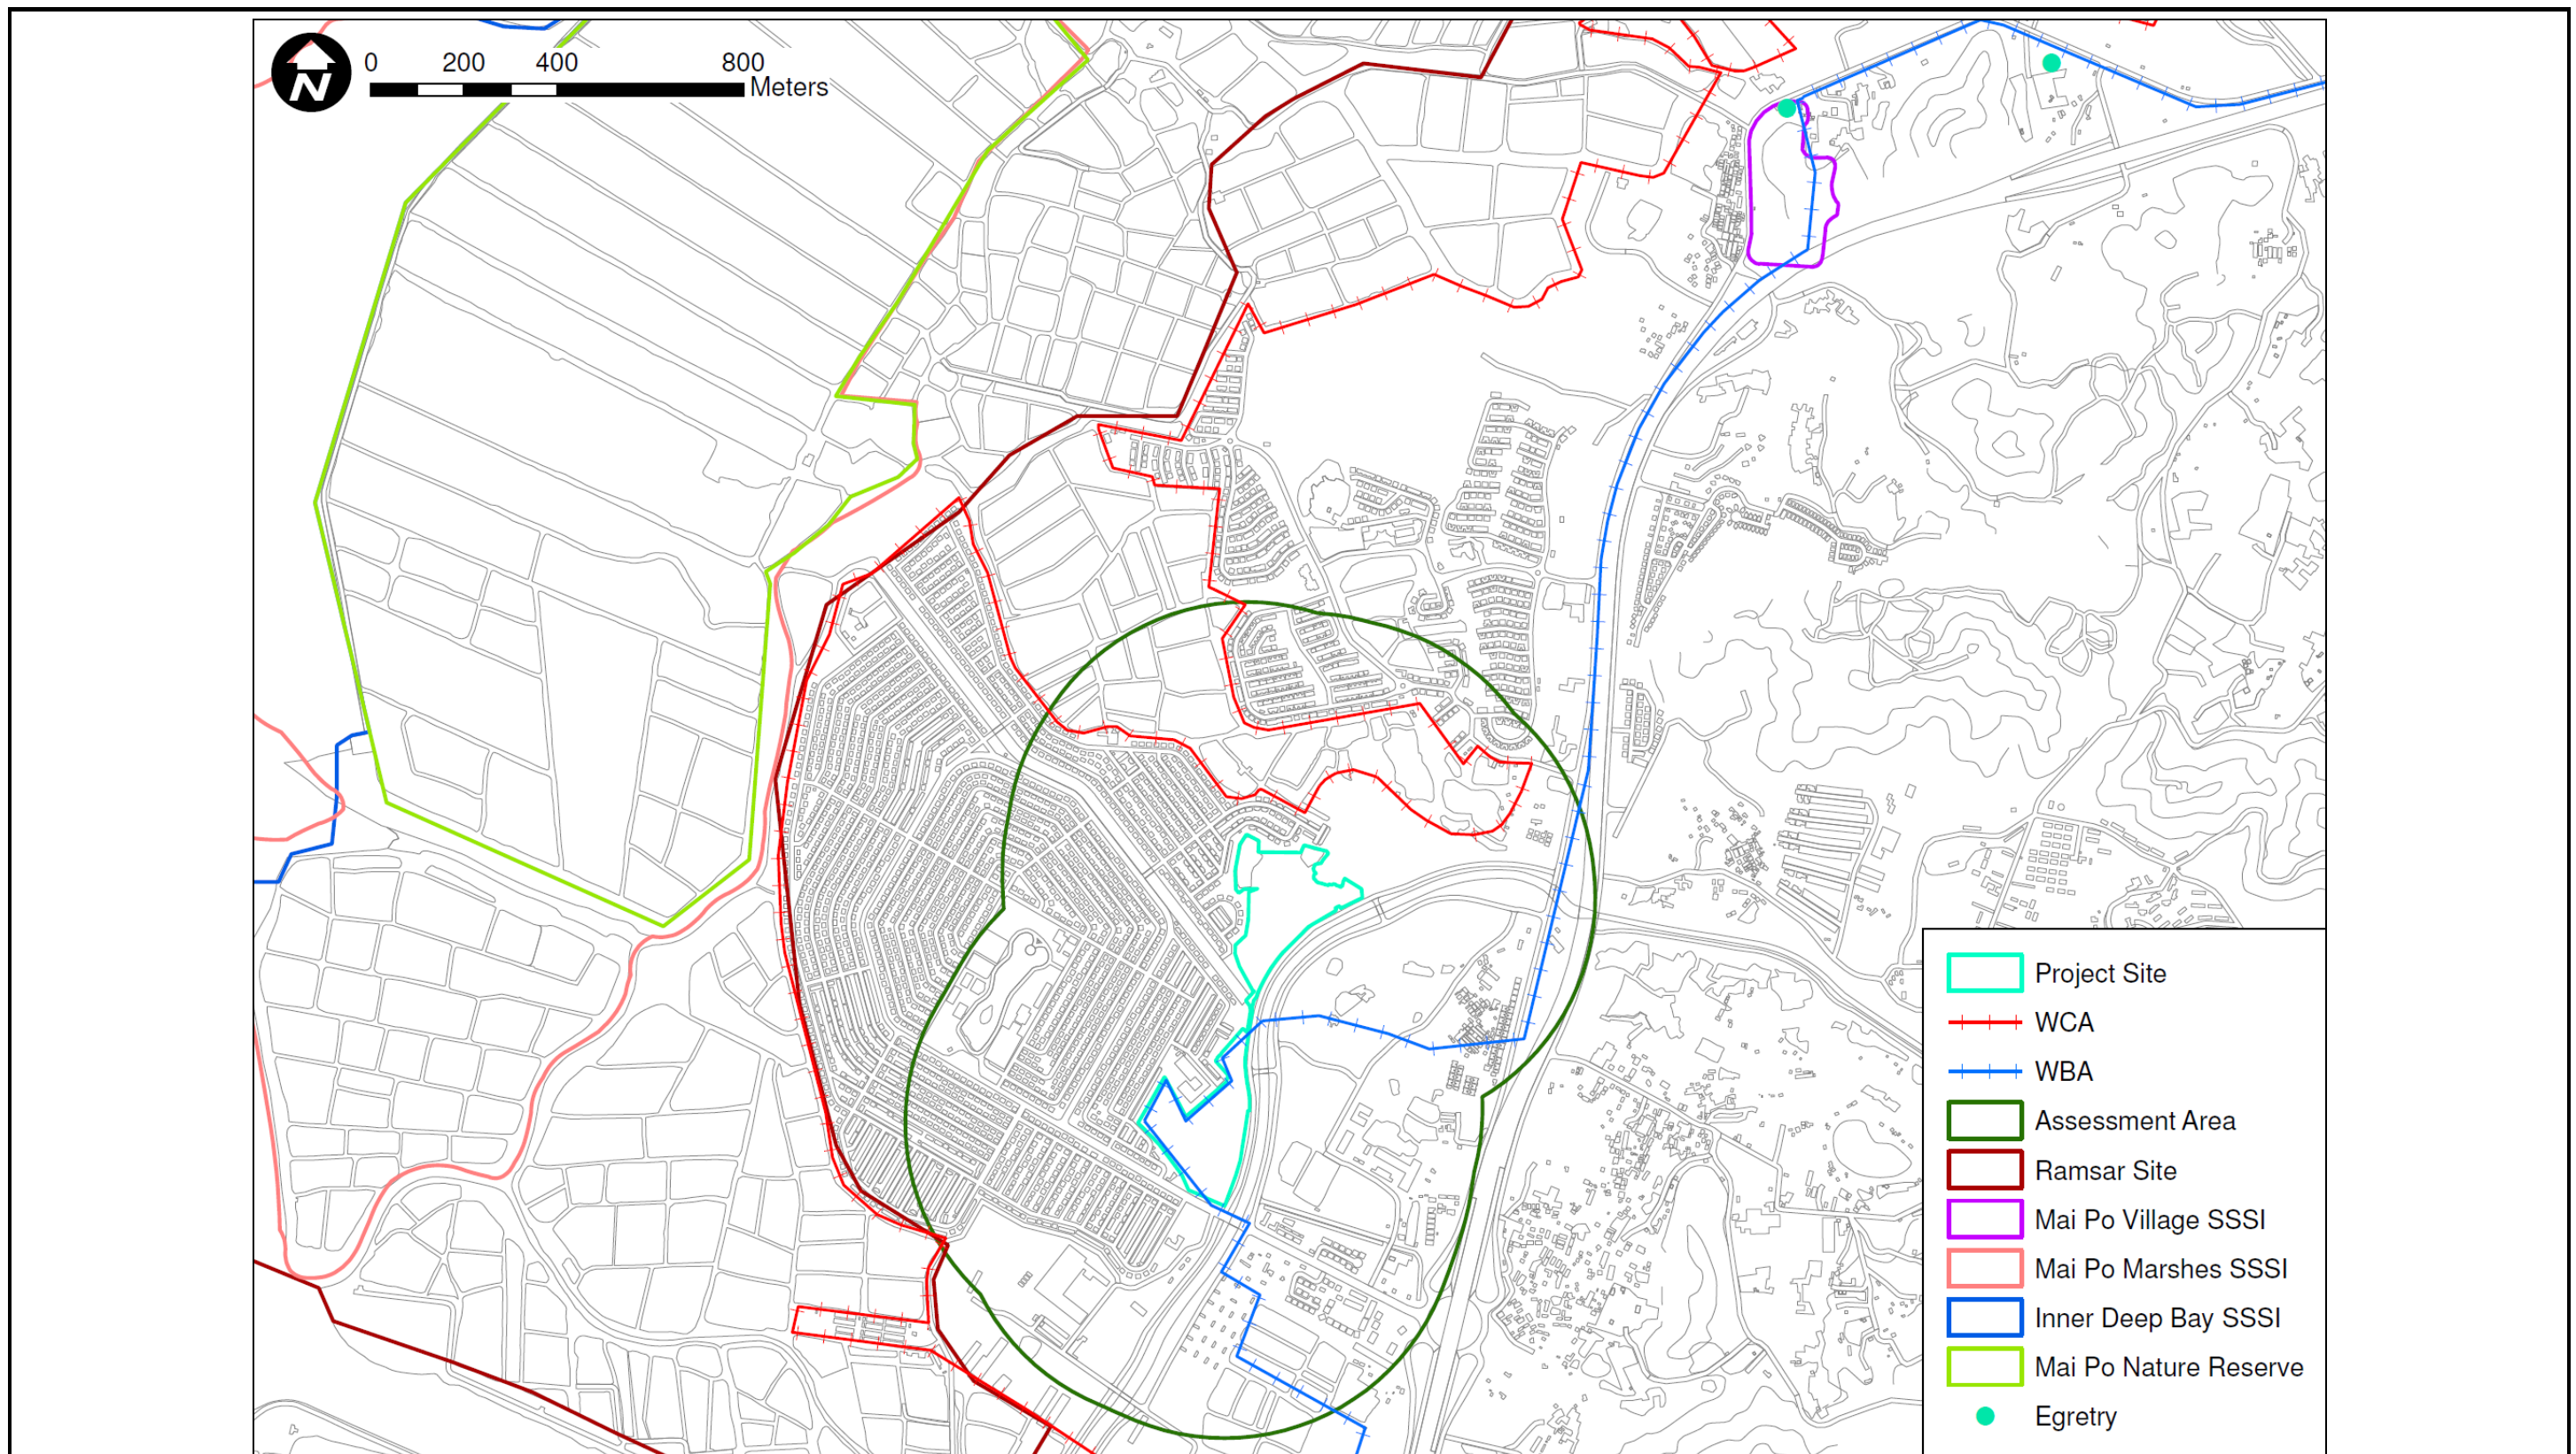 0 200 400 800
Meters
N
Project Site
WCA
WBA
Assessment Area
Ramsar Site
Mai Po Village SSSI
Mai Po Marshes SSSI
Inner Deep Bay SSSI
Mai Po Nature Reserve
Egretry